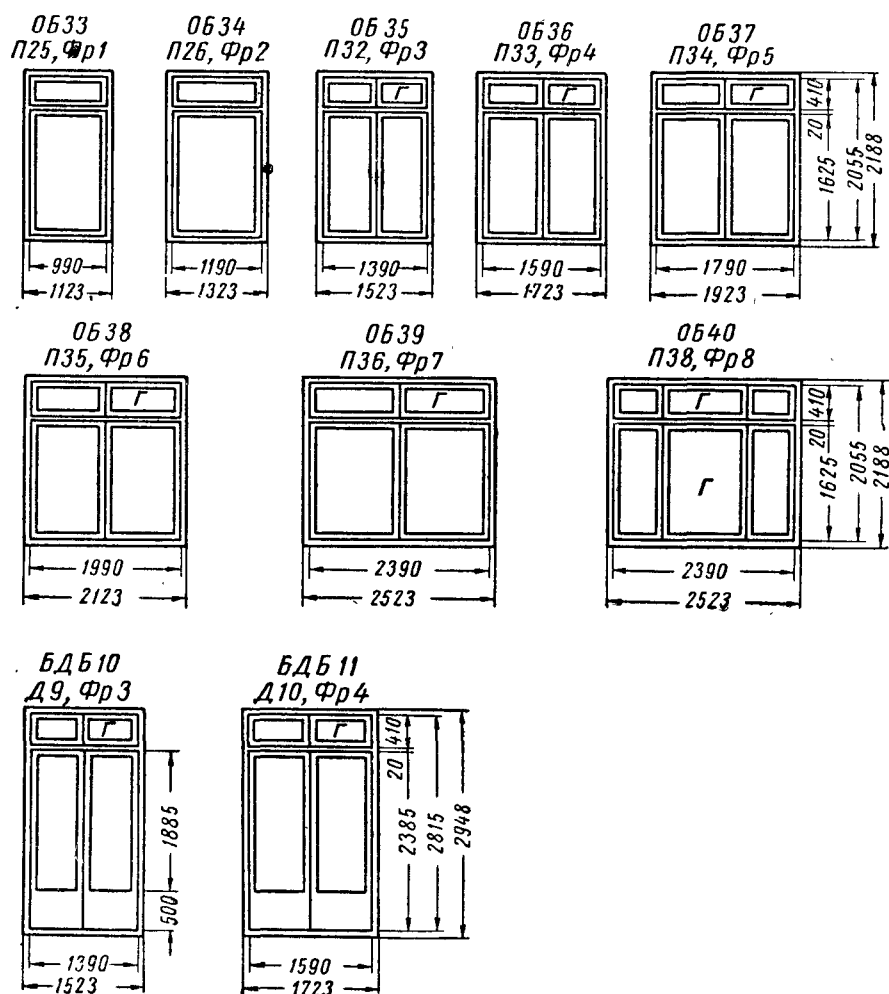 ОБ33
П25, Фр1
ОБ34
П26, Фр2
ОБ35
П32, Фр3
ОБ36
П33, Фр4
ОБ37
П34, Фр5
Г
Г
Г
410
20
1625
2055
2188
990
1123
1190
1323
1390
1523
1590
1723
1790
1923
ОБ38
П35, Фр6
ОБ39
П36, Фр7
ОБ40
П38, Фр8
Г
Г
Г
Г
410
20
1625
2055
2188
1990
2123
2390
2523
2390
2523
БДБ10
Д9, Фр3
БДБ11
Д10, Фр4
Г
Г
1885
500
410
20
2385
2815
2948
1390
1523
1590
1723